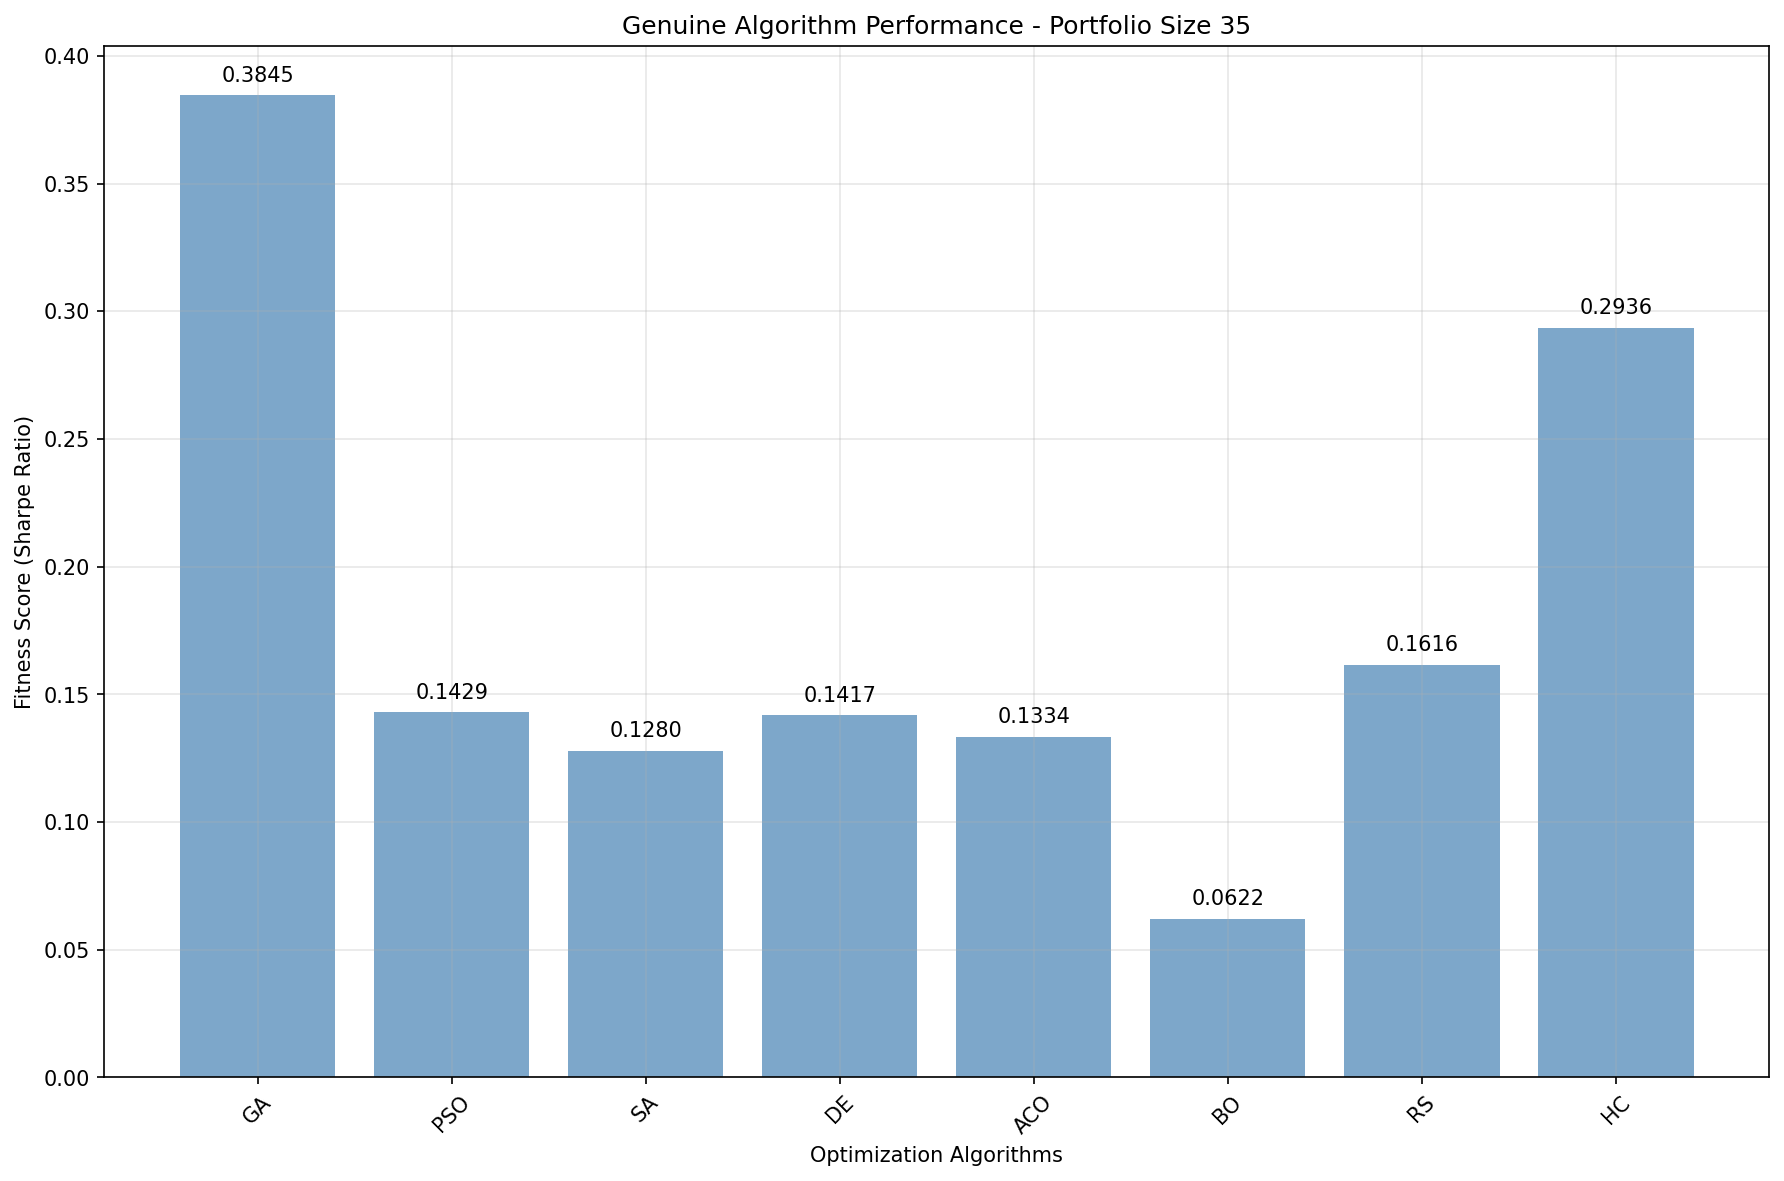 Genuine Algorithm Performance - Portfolio Size 35
Fitness Score (Sharpe Ratio)
0.40
0.35
0.30
0.25
0.20
0.15
0.10
0.05
0.00
0.3845
0.1429
0.1280
0.1417
0.1334
0.0622
0.1616
0.2936
GA
PSO
SA
DE
ACO
BO
RS
HC
Optimization Algorithms